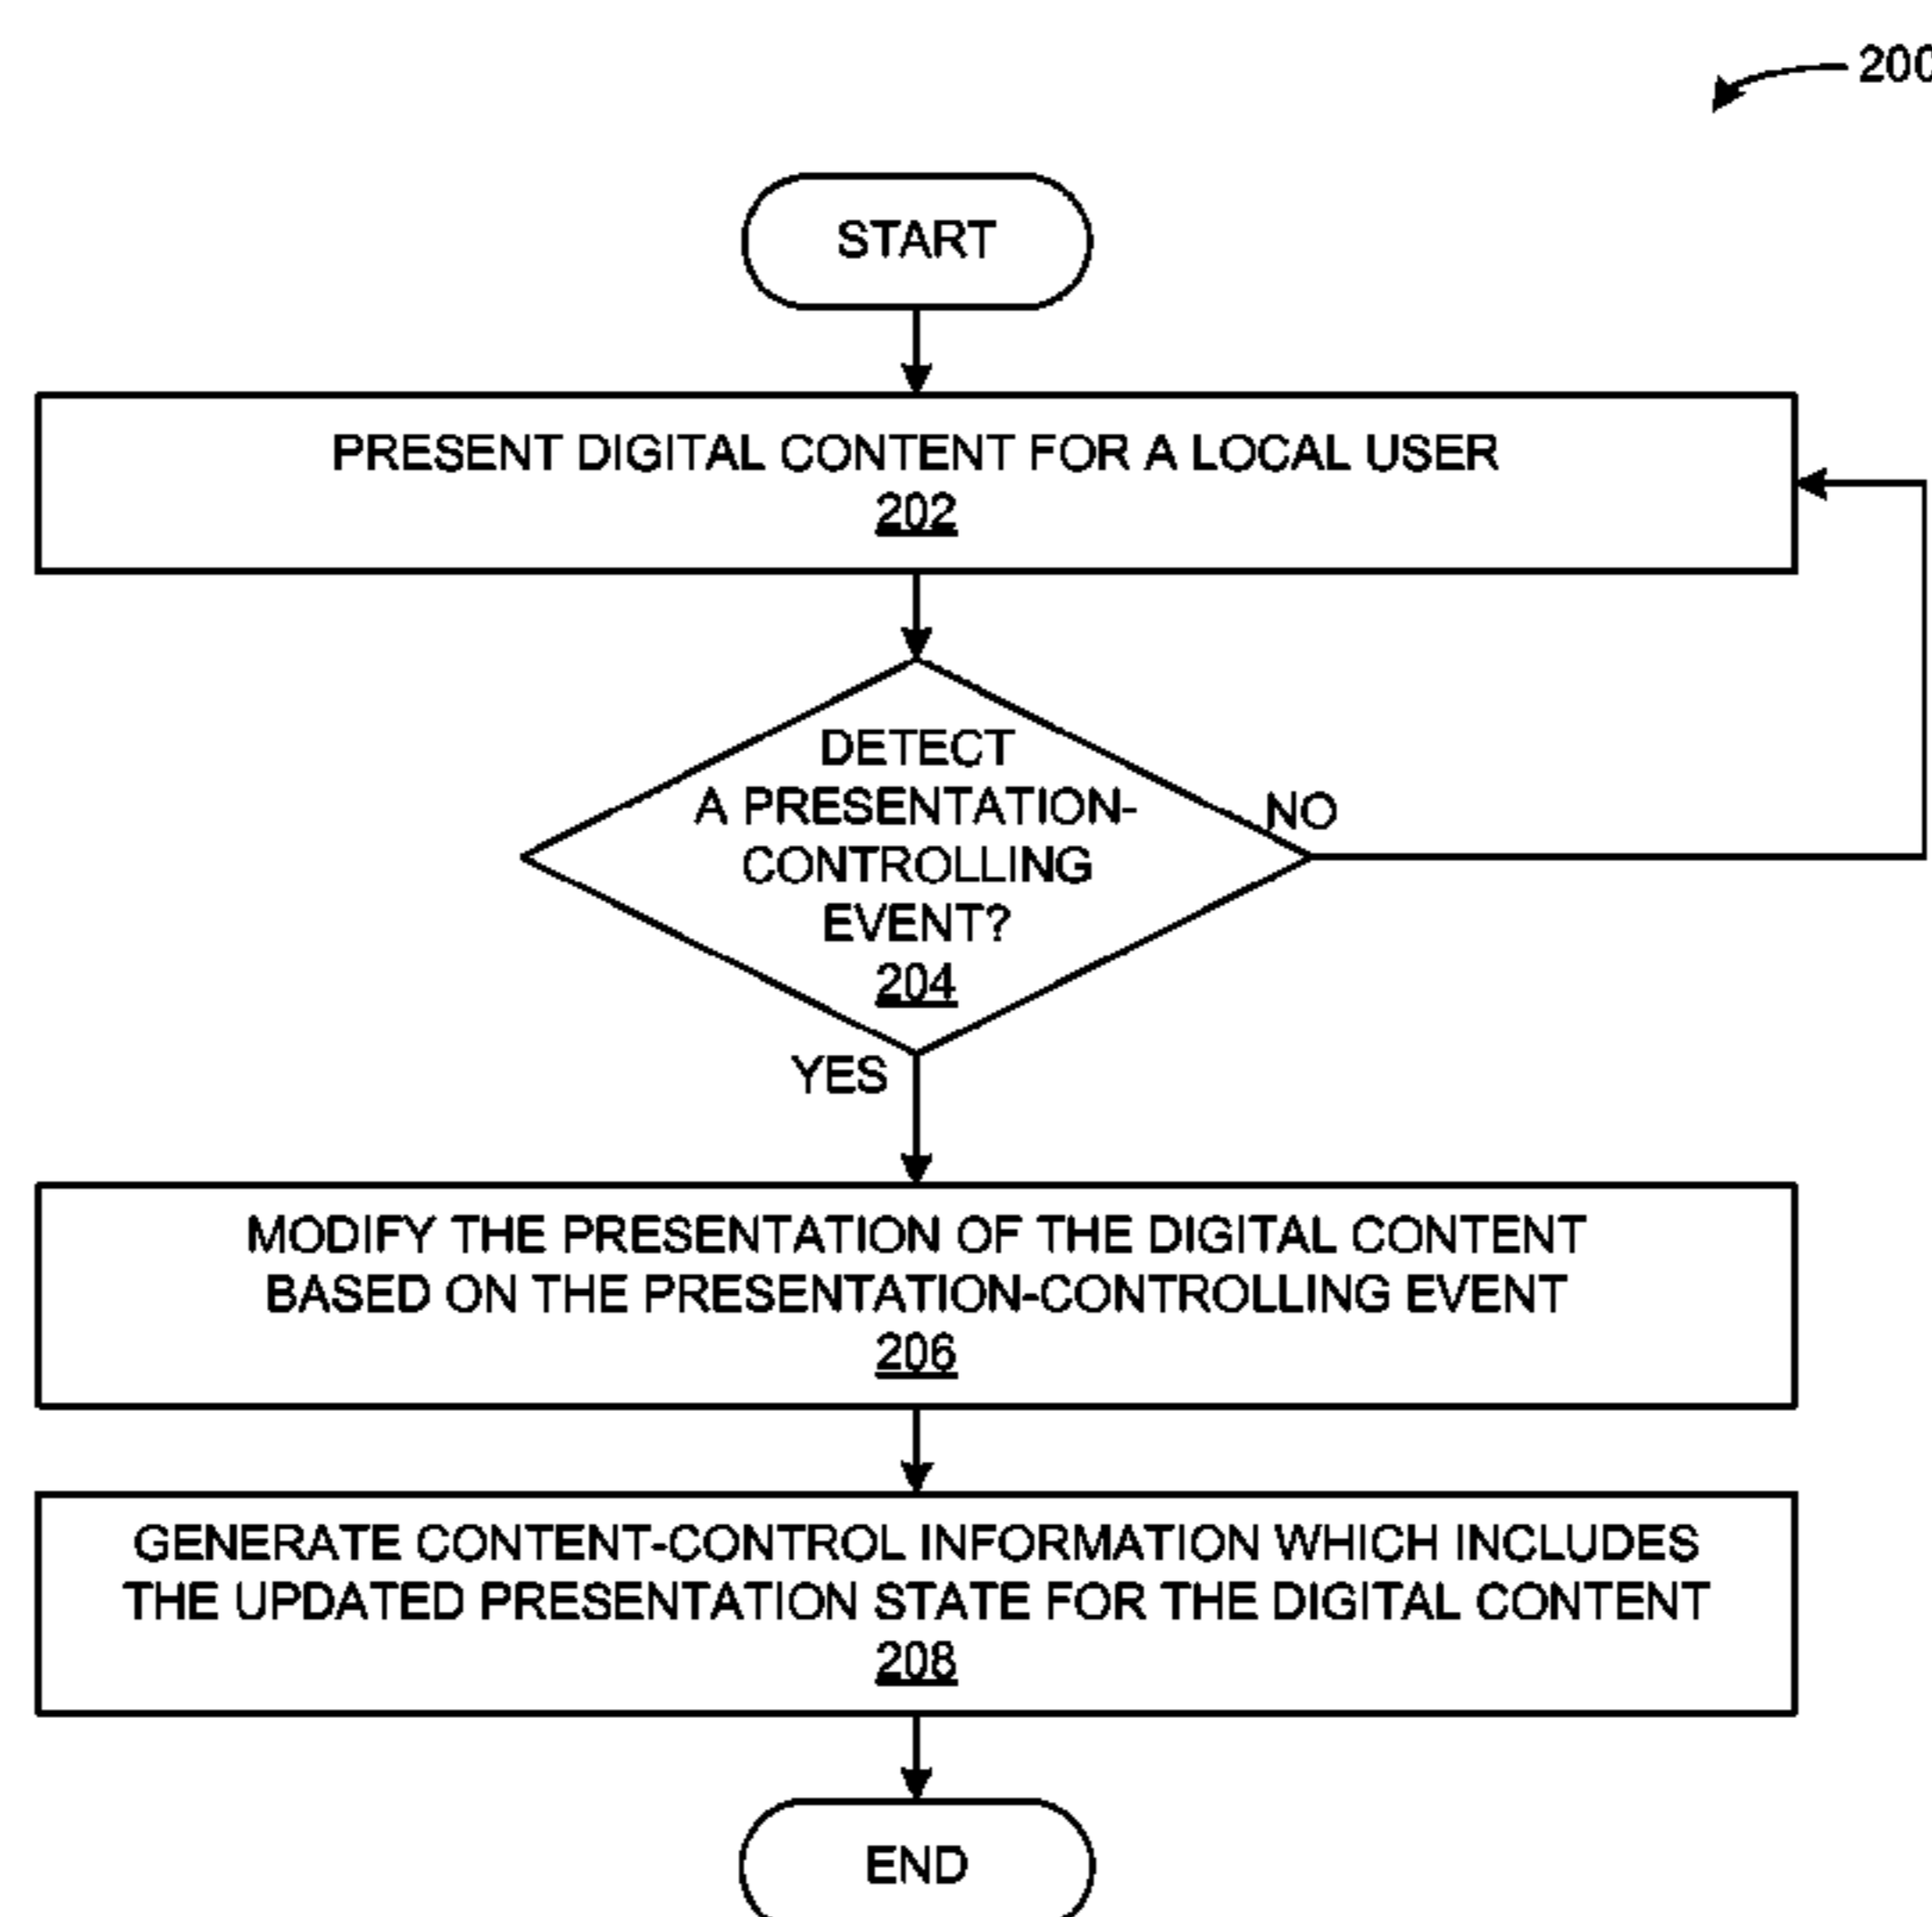 200
START
PRESENT DIGITAL CONTENT FOR A LOCAL USER
202
DETECT
A PRESENTATION-
CONTROLLING
EVENT?
204
NO
YES
MODIFY THE PRESENTATION OF THE DIGITAL CONTENT
BASED ON THE PRESENTATION-CONTROLLING EVENT
206
GENERATE CONTENT-CONTROL INFORMATION WHICH INCLUDES
THE UPDATED PRESENTATION STATE FOR THE DIGITAL CONTENT
208
END